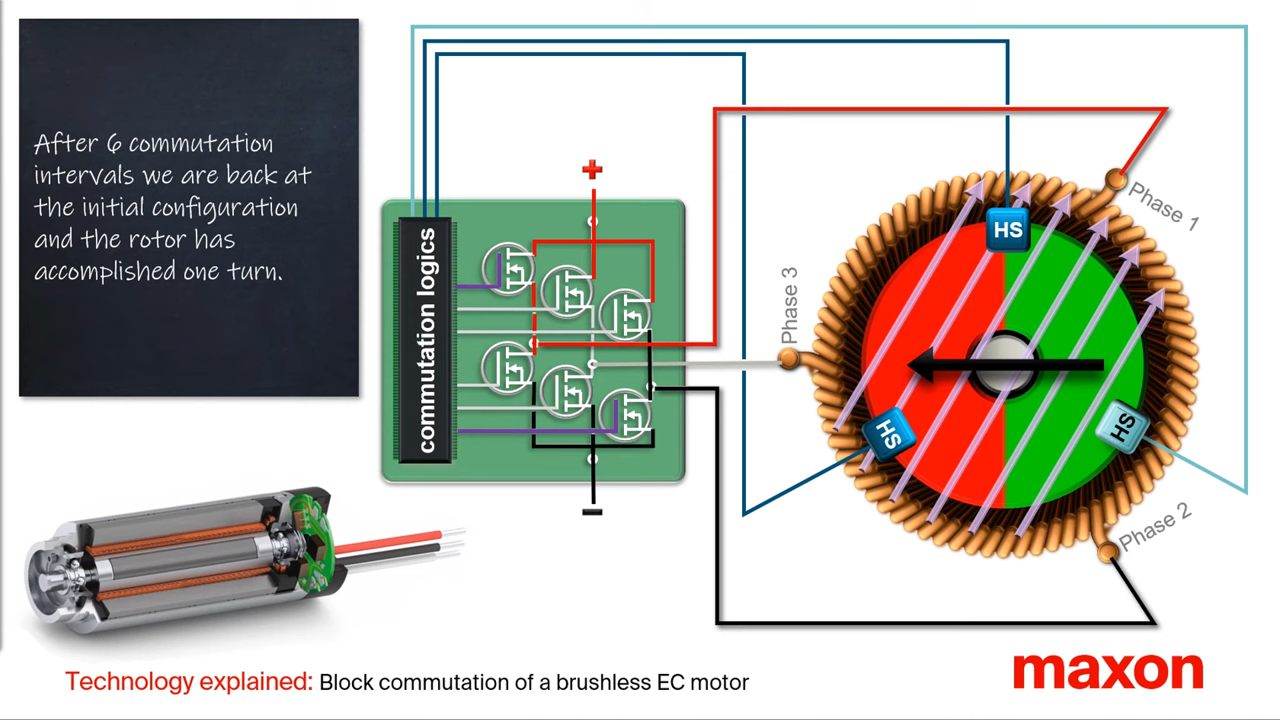 After 6 commutation
intervals we are back at
the initial configuration
and the rotor has
accomplished one turn.
+
commutation logics
−
Phase 3
HS
HS
HS
Phase 1
Phase 2
Technology explained: Block commutation of a brushless EC motor
maxon